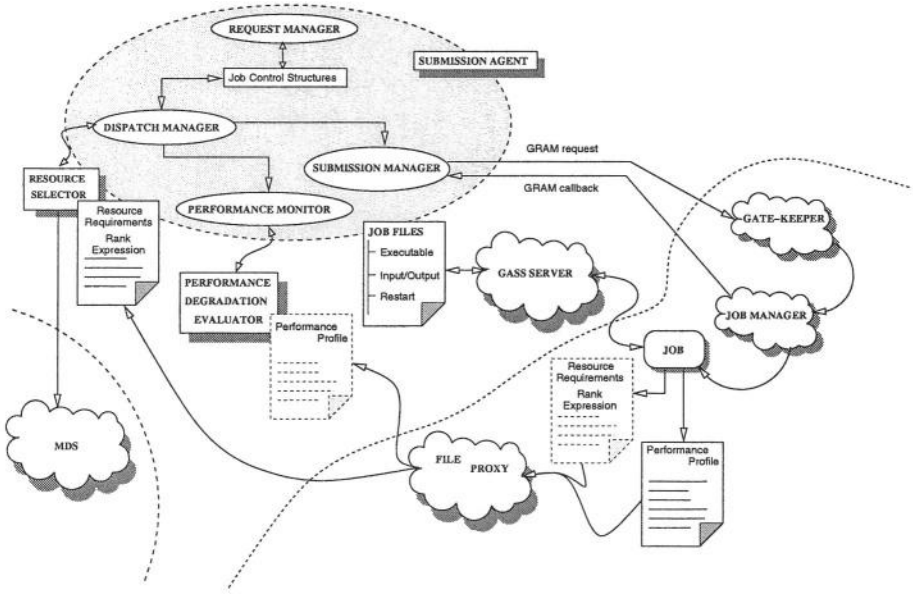 REQUEST MANAGER
SUBMISSION AGENT
Job Control Structures
DISPATCH MANAGER
GRAM request
SUBMISSION MANAGER
GRAM callback
RESOURCE
SELECTOR
Resource
Requirements
Rank
Expression
PERFORMANCE MONITOR
JOB FILES
Executable
Input/Output
Restart
GATE-KEEPER
GASS SERVER
PERFORMANCE
DEGRADATION
EVALUATOR
JOB MANAGER
Performance
Profile
JOB
Resource
Requirements
Rank
Expression
MDS
FILE
PROXY
Performance
Profile